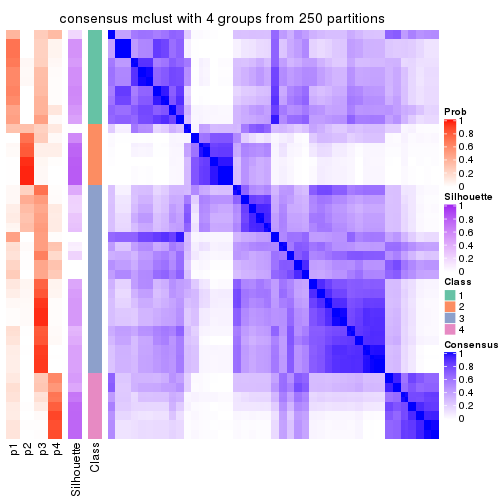 consensus mclust with 4 groups from 250 partitions
Prob
1
0.8
0.6
0.4
0.2
0
Silhouette
1
0.8
0.6
0.4
0.2
0
Class
1
2
3
4
Consensus
1
0.8
0.6
0.4
0.2
0
p1
p2
p3
p4
Silhouette
Class